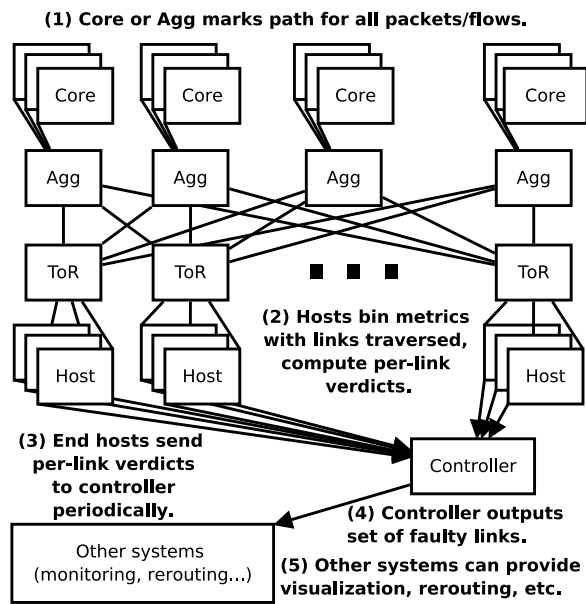 (1) Core or Agg marks path for all packets/flows.
Core Core Core Core
Agg Agg Agg Agg
ToR ToR ToR
(2) Hosts bin metrics
with links traversed,
compute per-link
verdicts.
Host Host Host
(3) End hosts send
per-link verdicts
to controller
periodically.
Controller
(4) Controller outputs
set of faulty links.
Other systems
(monitoring, rerouting...)
(5) Other systems can provide
visualization, rerouting, etc.